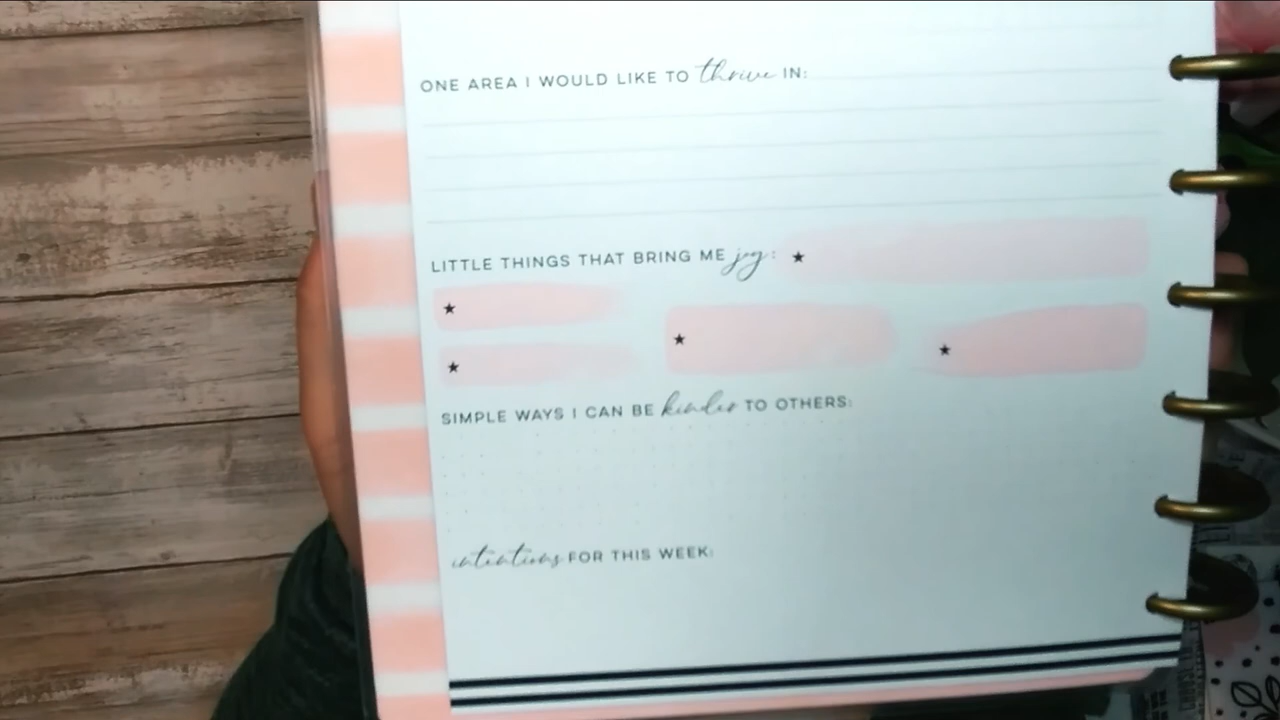 ONE AREA I WOULD LIKE TO thrive IN:
LITTLE THINGS THAT BRING ME joy:
SIMPLE WAYS I CAN BE kinder TO OTHERS:
intentions FOR THIS WEEK: